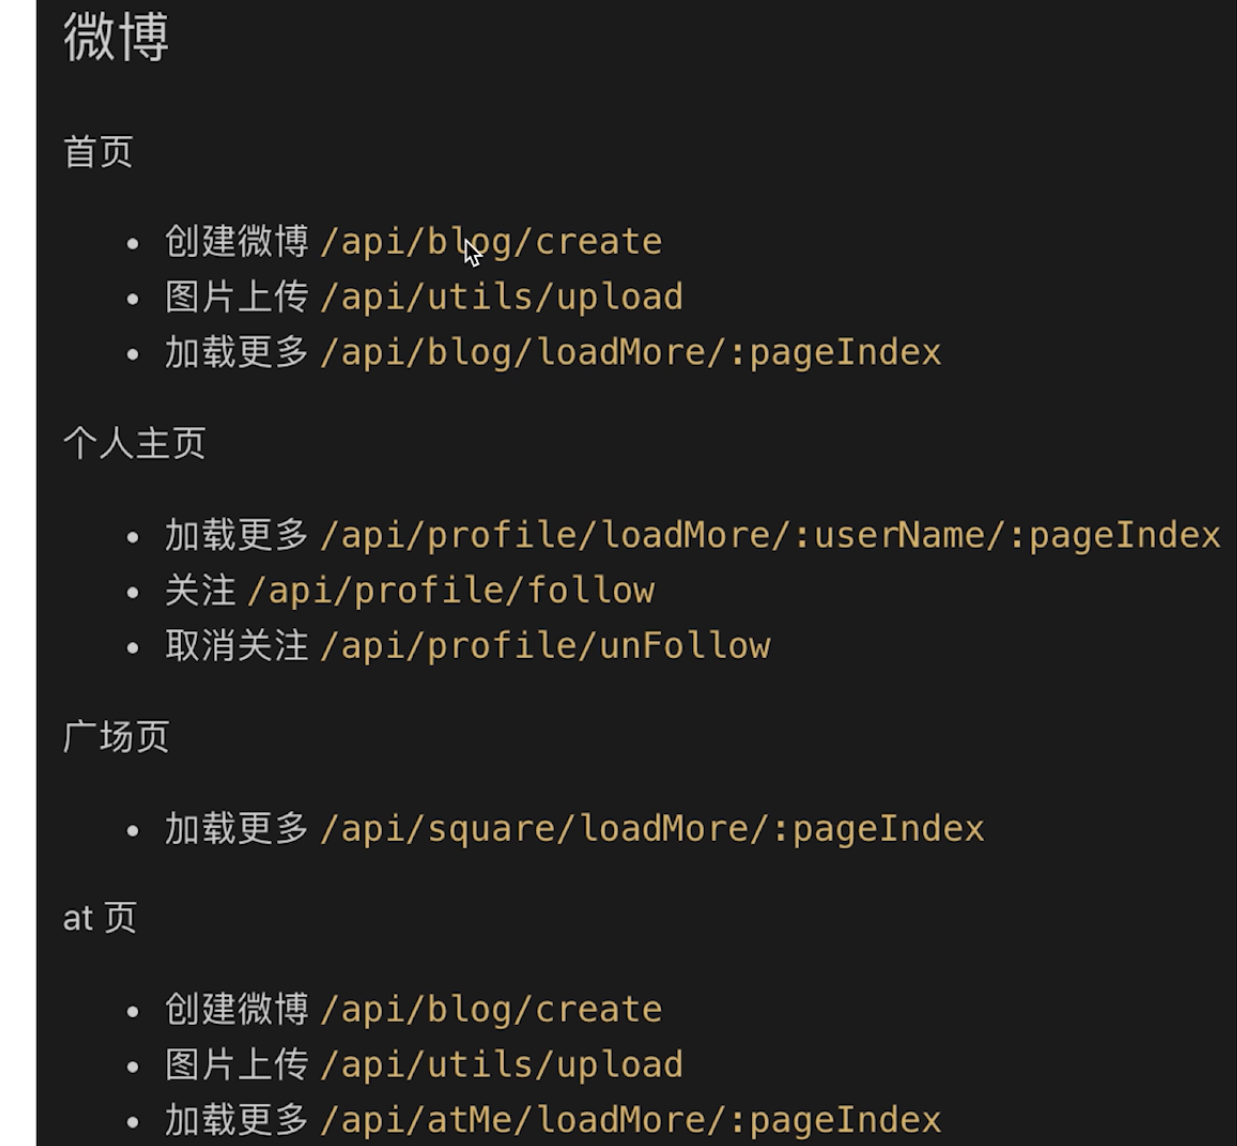 微博
首页
创建微博 /api/blog/create
图片上传 /api/utils/upload
加载更多 /api/blog/loadMore/:pageIndex
个人主页
加载更多 /api/profile/loadMore/:userName/:pageIndex
关注 /api/profile/follow
取消关注 /api/profile/unFollow
广场页
加载更多 /api/square/loadMore/:pageIndex
at 页
创建微博 /api/blog/create
图片上传 /api/utils/upload
加载更多 /api/atMe/loadMore/:pageIndex